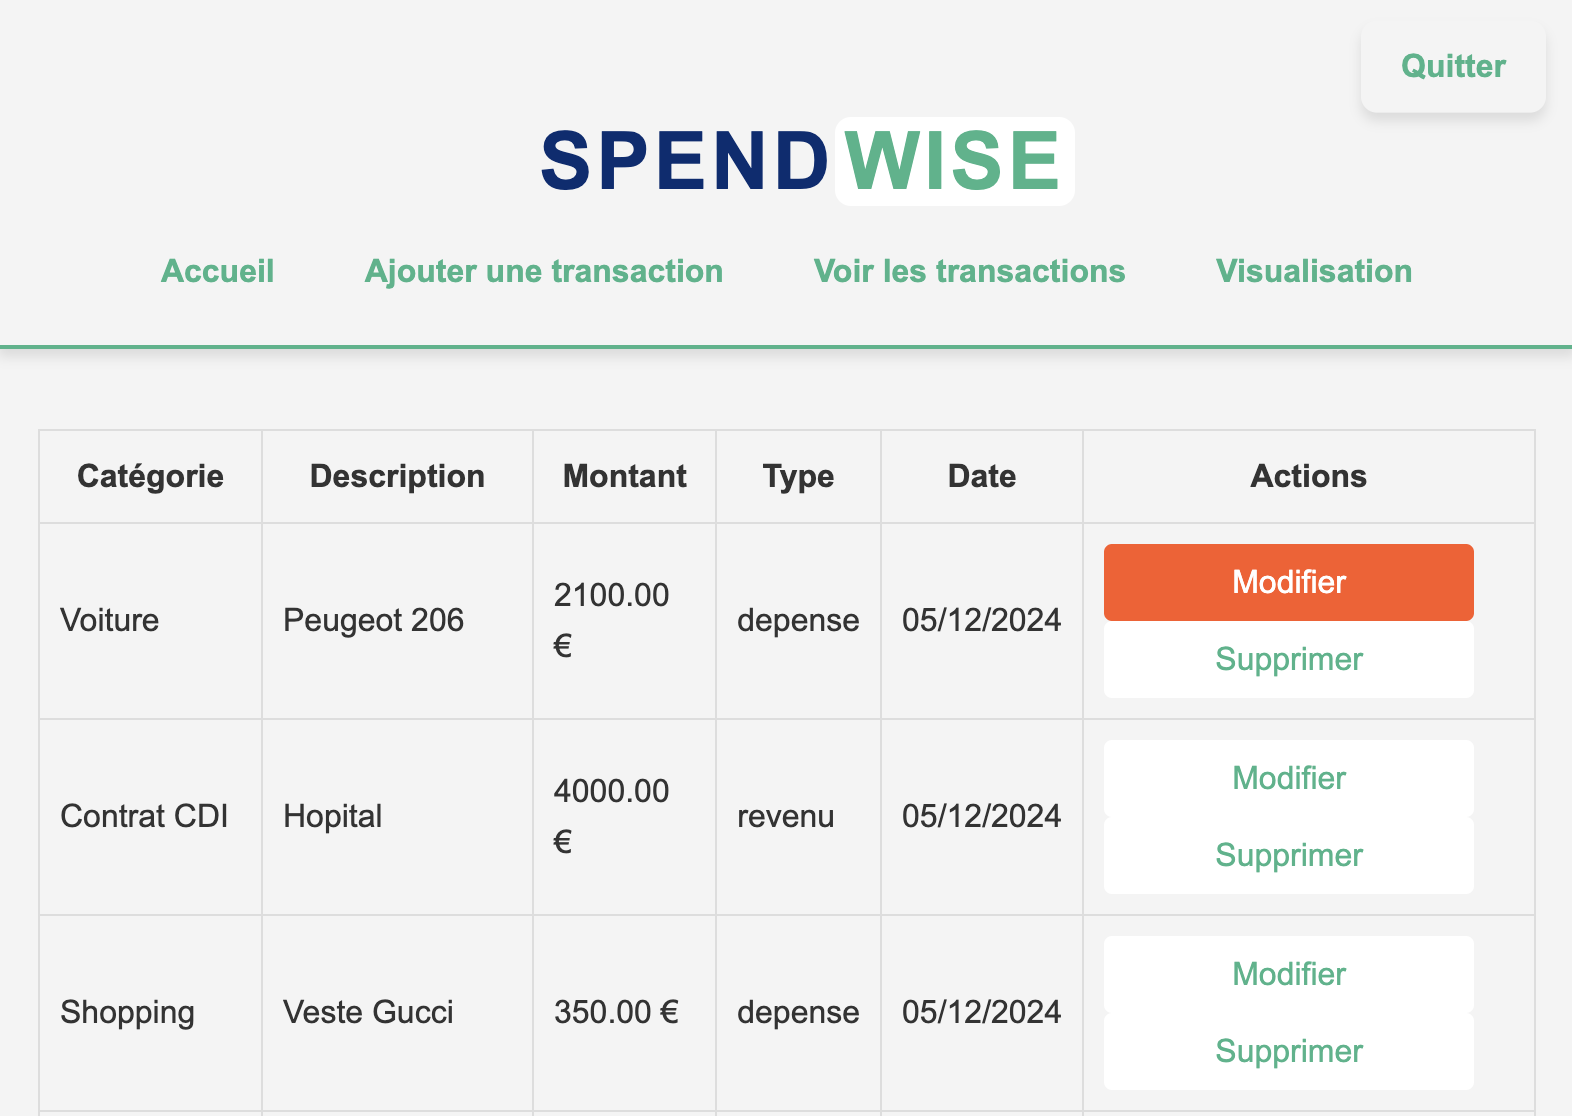 Quitter
SPENDWISE
Accueil Ajouter une transaction Voir les transactions Visualisation
Catégorie Description Montant Type Date Actions
Voiture Peugeot 206 2100.00 € depense 05/12/2024 Modifier
Supprimer
Contrat CDI Hopital 4000.00 € revenu 05/12/2024 Modifier
Supprimer
Shopping Veste Gucci 350.00 € depense 05/12/2024 Modifier
Supprimer